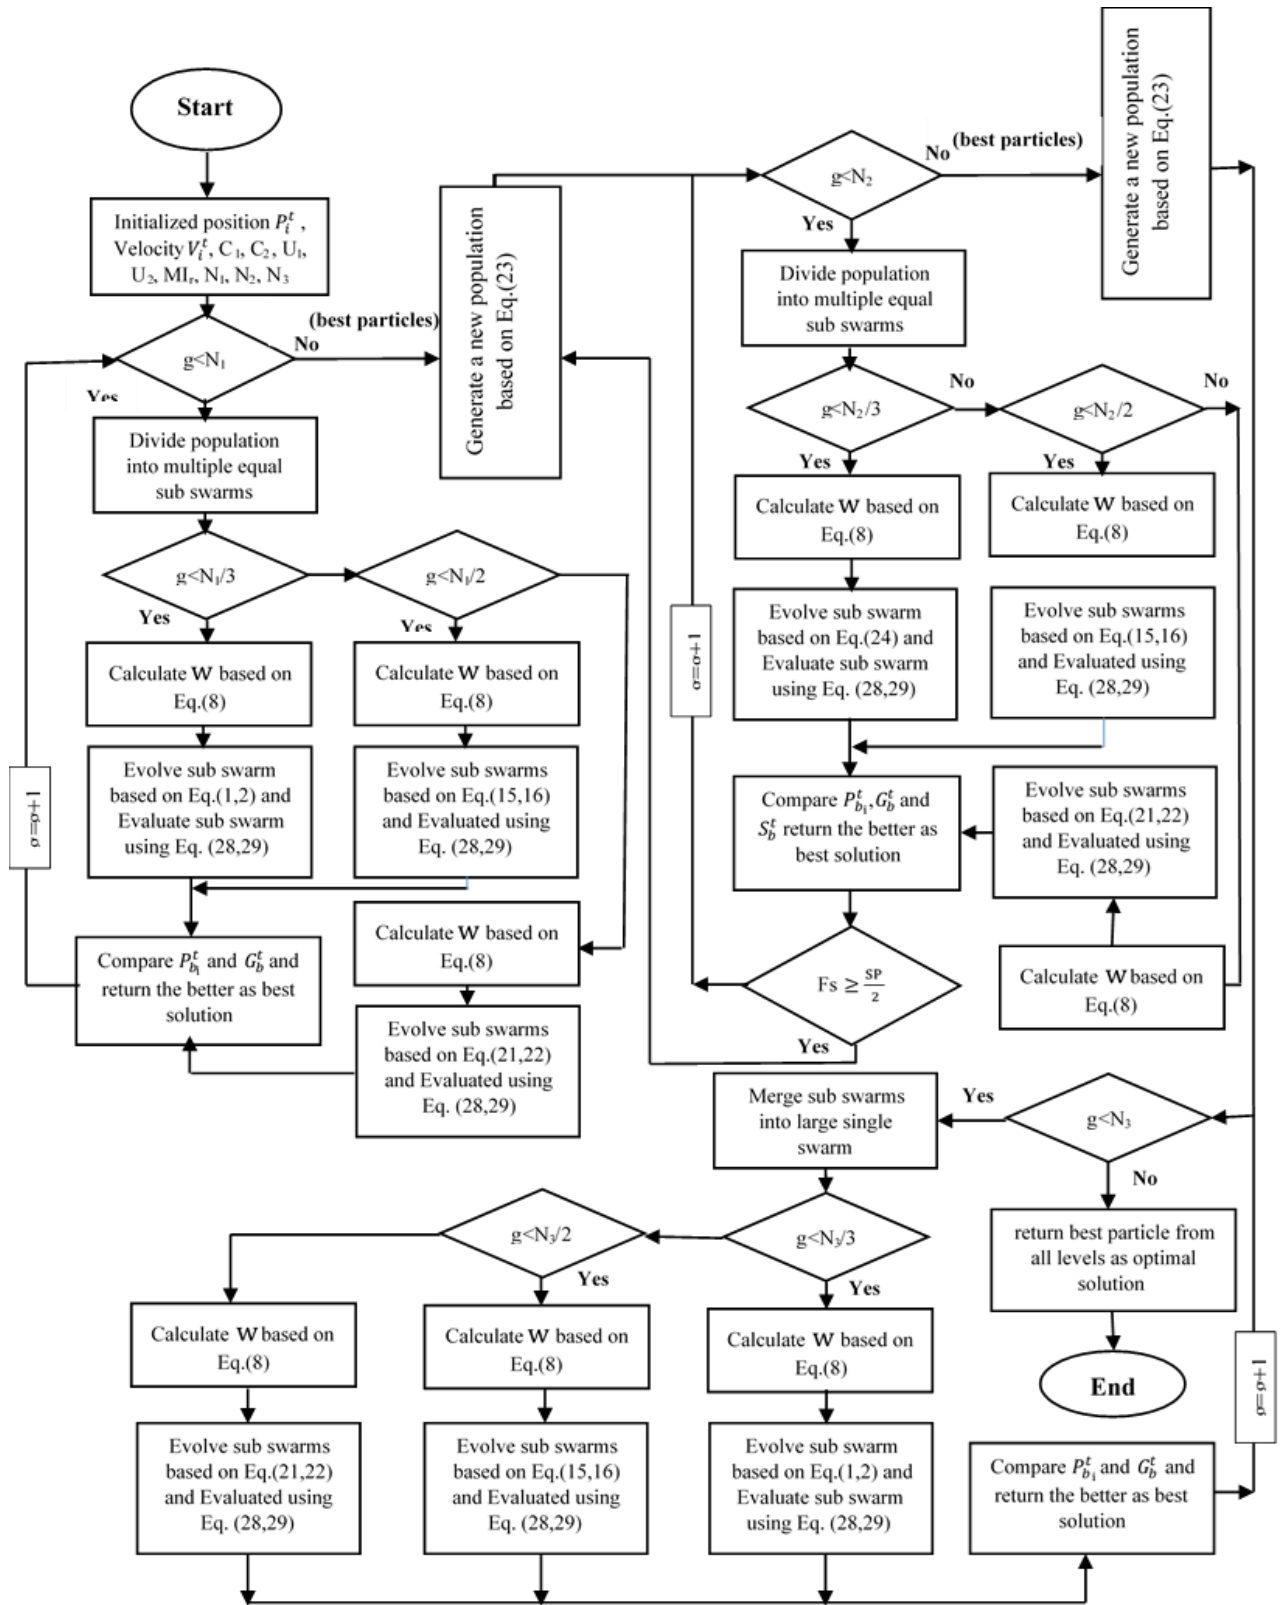 Start
Initialized position P_i^t,
Velocity V_i^t, C₁, C₂, U₁,
U₂, MIᵣ, N₁, N₂, N₃
g<N₁
No
(best particles)
Yes
Divide population
into multiple equal
sub swarms
g<N₁/3
Yes
g<N₁/2
Yes
Calculate W based on
Eq.(8)
Calculate W based on
Eq.(8)
Evolve sub swarm
based on Eq.(1,2) and
Evaluate sub swarm
using Eq. (28,29)
Evolve sub swarms
based on Eq.(15,16)
and Evaluated using
Eq. (28,29)
g=g+1
Calculate W based on
Eq.(8)
Compare P_{b_i}^t and G_b^t and
return the better as best
solution
Evolve sub swarms
based on Eq.(21,22)
and Evaluated using
Eq. (28,29)
Generate a new population
based on Eq.(23)
g<N₂
No
(best particles)
Yes
Generate a new population
based on Eq.(23)
Divide population
into multiple equal
sub swarms
g<N₂/3
No
g<N₂/2
No
Yes
Yes
Calculate W based on
Eq.(8)
Calculate W based on
Eq.(8)
Evolve sub swarm
based on Eq.(24) and
Evaluate sub swarm
using Eq. (28,29)
Evolve sub swarms
based on Eq.(15,16)
and Evaluated using
Eq. (28,29)
g=g+1
Compare P_{b_i}^t, G_b^t and
S_b^t return the better as
best solution
Evolve sub swarms
based on Eq.(21,22)
and Evaluated using
Eq. (28,29)
Fs ≥ SP/2
Yes
Calculate W based on
Eq.(8)
Merge sub swarms
into large single
swarm
Yes
g<N₃
No
g<N₃/2
Yes
g<N₃/3
Yes
return best particle from
all levels as optimal
solution
Calculate W based on
Eq.(8)
Calculate W based on
Eq.(8)
Calculate W based on
Eq.(8)
End
g=g+1
Evolve sub swarms
based on Eq.(21,22)
and Evaluated using
Eq. (28,29)
Evolve sub swarms
based on Eq.(15,16)
and Evaluated using
Eq. (28,29)
Evolve sub swarm
based on Eq.(1,2) and
Evaluate sub swarm
using Eq. (28,29)
Compare P_{b_i}^t and G_b^t and
return the better as best
solution